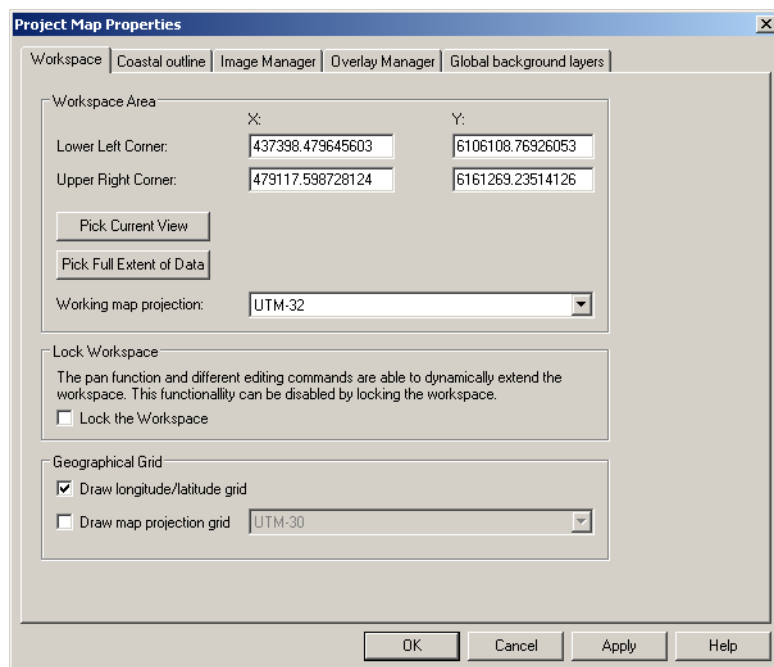 Project Map Properties
Workspace Coastal outline Image Manager Overlay Manager Global background layers
Workspace Area
X: Y:
Lower Left Corner: 437398.479645603 6106108.76926053
Upper Right Corner: 479117.598728124 6161269.23514126
Pick Current View
Pick Full Extent of Data
Working map projection: UTM-32
Lock Workspace
The pan function and different editing commands are able to dynamically extend the
workspace. This functionallity can be disabled by locking the workspace.
Lock the Workspace
Geographical Grid
Draw longitude/latitude grid
Draw map projection grid UTM-30
OK Cancel Apply Help